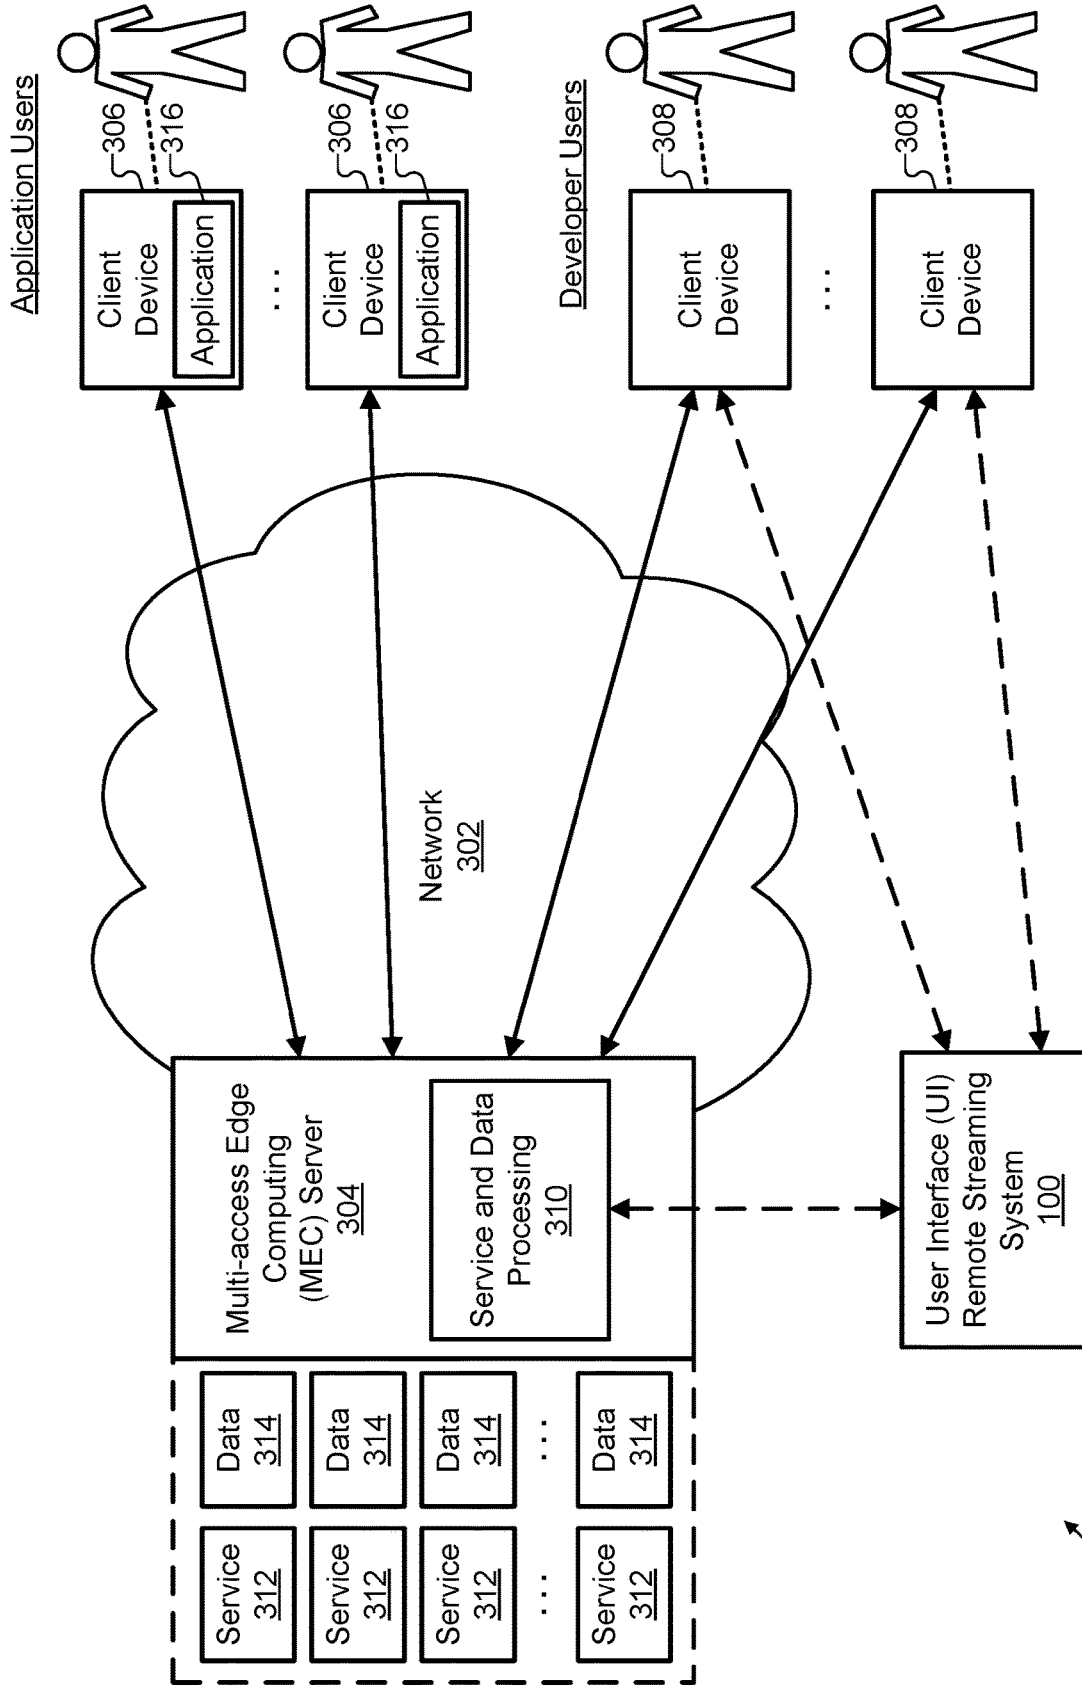 Service
312
Data
314
Service
312
Data
314
Service
312
Data
314
...
...
Service
312
Data
314
Multi-access Edge
Computing
(MEC) Server
304
Service and Data
Processing
310
User Interface (UI)
Remote Streaming
System
100
Network
302
Application Users
Client
Device
306
Application
316
...
Client
Device
306
Application
316
Developer Users
Client
Device
308
...
Client
Device
308